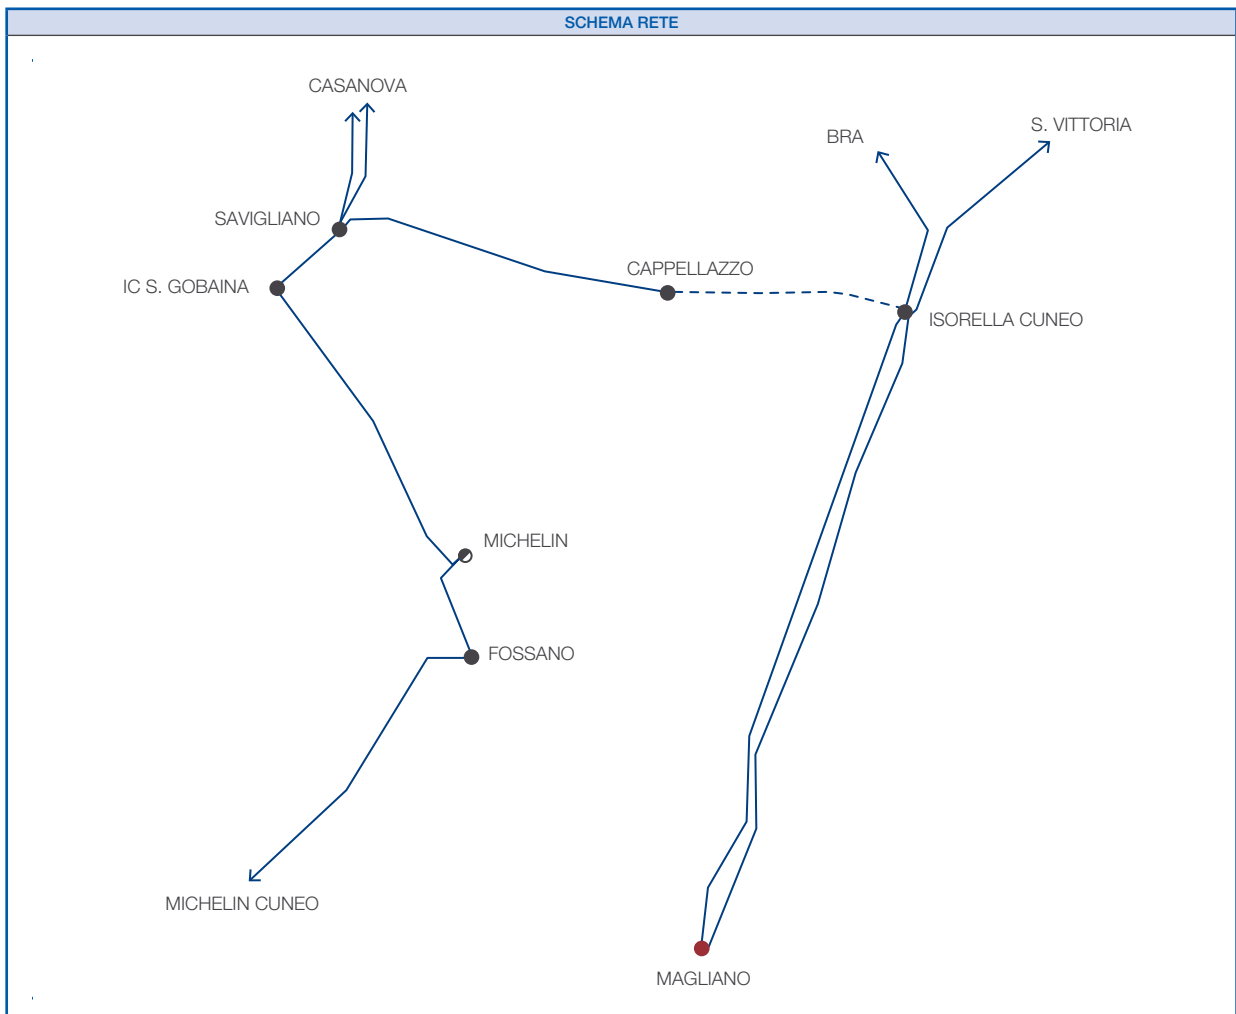 SCHEMA RETE
CASANOVA
S. VITTORIA
BRA
SAVIGLIANO
CAPPELLAZZO
IC S. GOBAINA
ISORELLA CUNEO
MICHELIN
FOSSANO
MICHELIN CUNEO
MAGLIANO